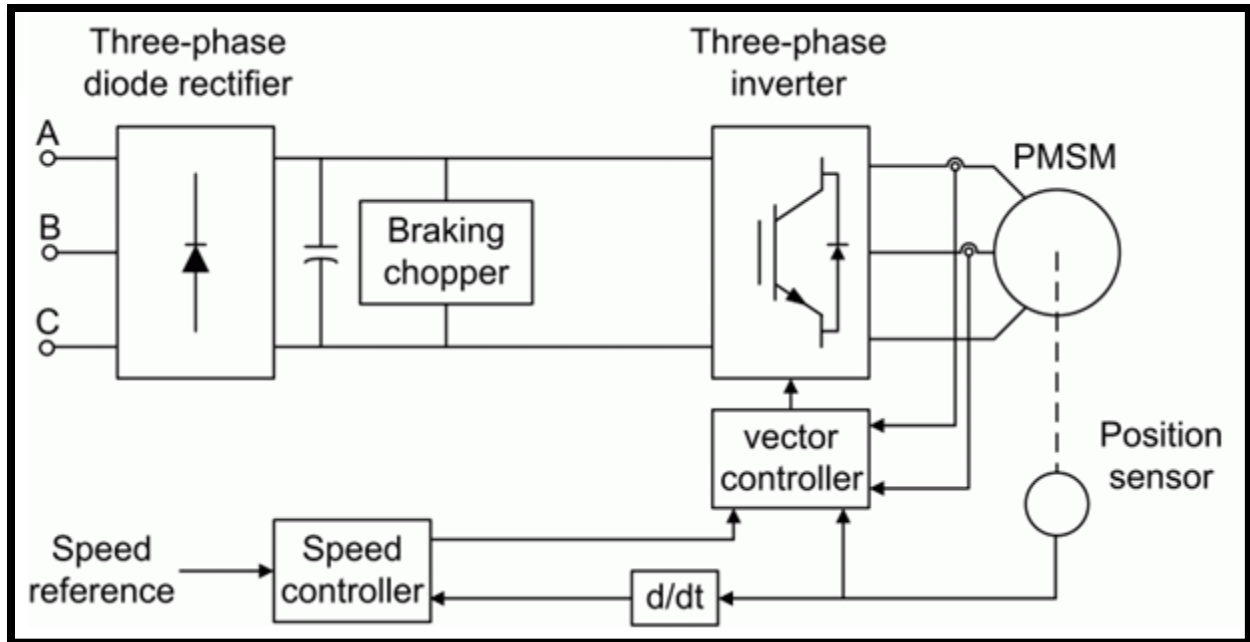 Three-phase
diode rectifier
Three-phase
inverter
A
B
C
Braking
chopper
PMSM
vector
controller
Position
sensor
Speed
reference
Speed
controller
d/dt